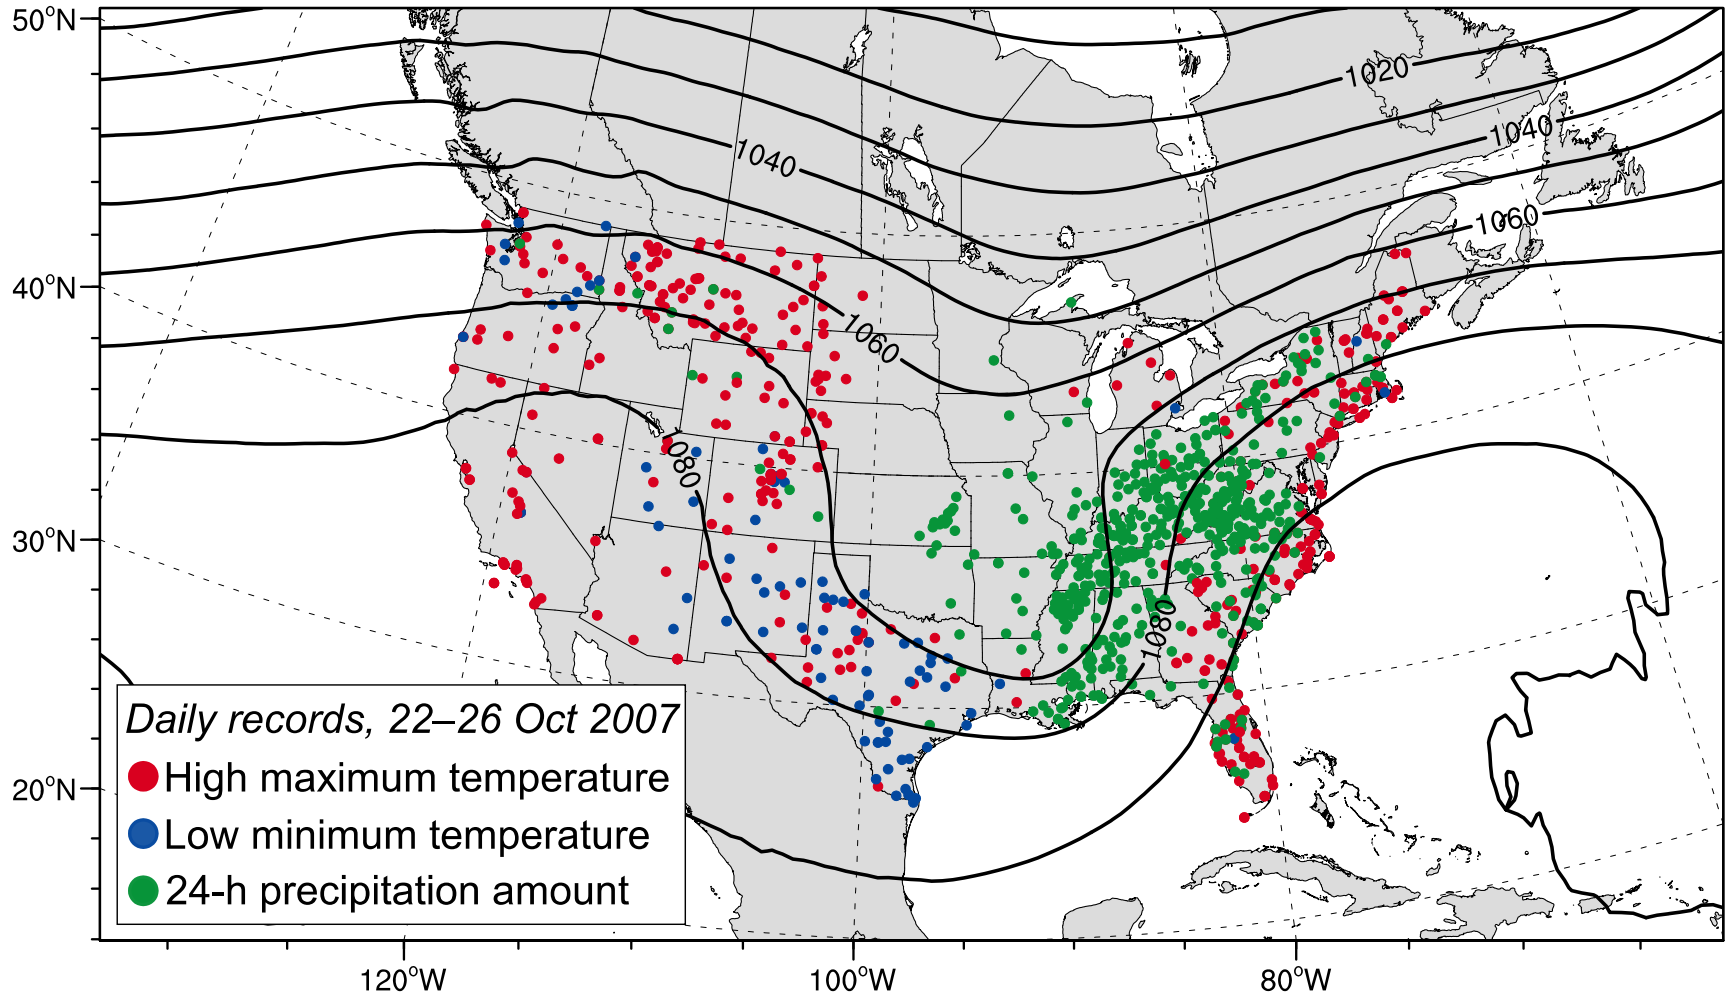 50°N
1020
1040
1040
1060
40°N
1060
1080
30°N
1080
Daily records, 22–26 Oct 2007
High maximum temperature
20°N
Low minimum temperature
24-h precipitation amount
120°W 100°W 80°W